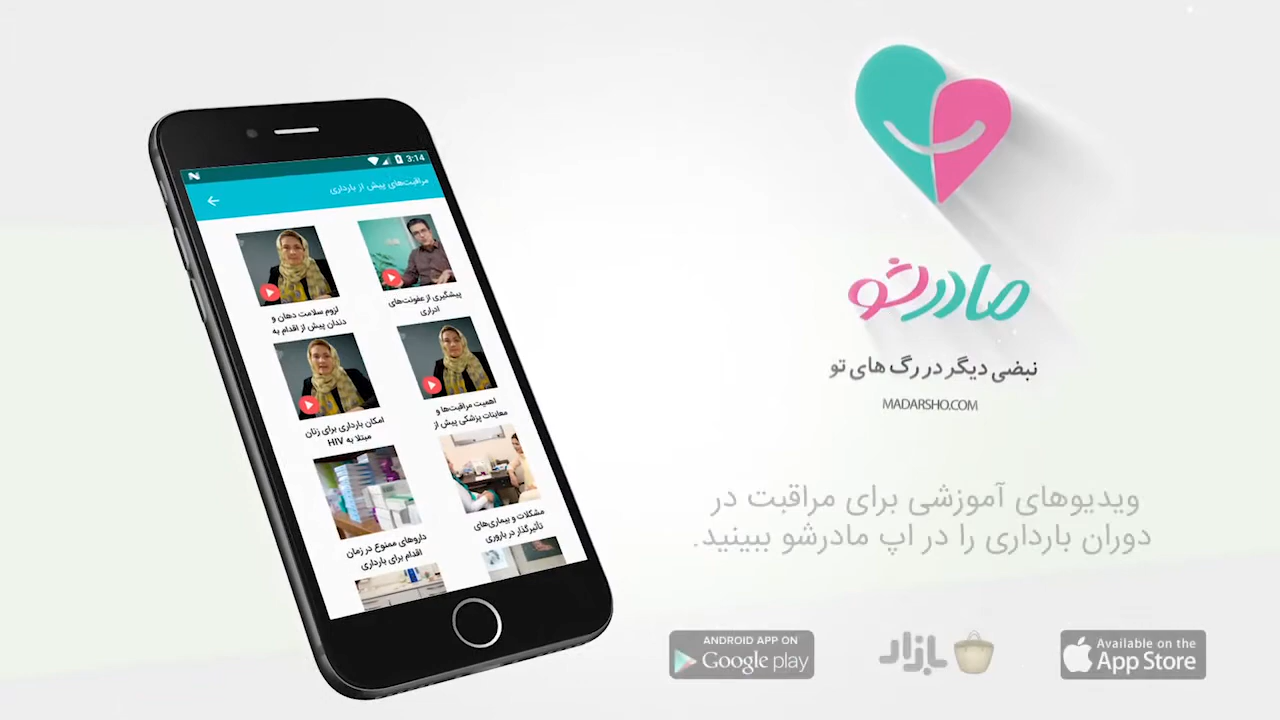 3:14
مراقبت‌های پیش از بارداری
پیشگیری از عفونت‌های
ادراری
لزوم سلامت دهان و
دندان پیش از اقدام به
اهمیت مراقبت‌ها و
معاینات پزشکی پیش از
امکان بارداری برای زنان
مبتلا به HIV
مشکلات و بیماری‌های
تأثیرگذار در باروری
داروهای ممنوع در زمان
اقدام برای بارداری
مادرشو
نبضی دیگر در رگ های تو
MADARSHO.COM
ویدیوهای آموزشی برای مراقبت در
دوران بارداری را در اپ مادرشو ببینید.
ANDROID APP ON
Google play
بازار
Available on the
App Store